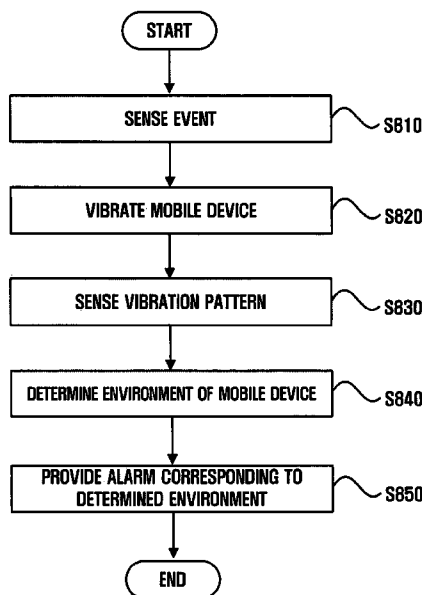 START
SENSE EVENT
S810
VIBRATE MOBILE DEVICE
S820
SENSE VIBRATION PATTERN
S830
DETERMINE ENVIRONMENT OF MOBILE DEVICE
S840
PROVIDE ALARM CORRESPONDING TO
DETERMINED ENVIRONMENT
S850
END